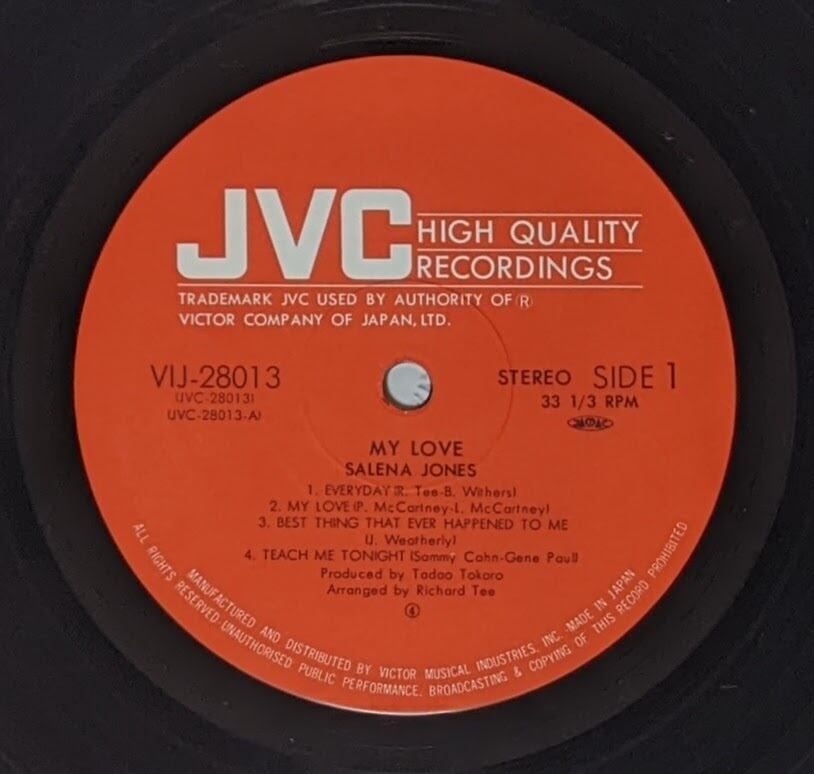 JVC HIGH QUALITY
RECORDINGS
TRADEMARK JVC USED BY AUTHORITY OF Ⓡ
VICTOR COMPANY OF JAPAN, LTD.
VIJ-28013
(JVC-28013)
(JVC-28013-A)
STEREO SIDE 1
33 1/3 RPM
MY LOVE
SALENA JONES
1. EVERYDAY (R. Tee-B. Withers)
2. MY LOVE (P. McCartney-L. McCartney)
3. BEST THING THAT EVER HAPPENED TO ME
(J. Weatherly)
4. TEACH ME TONIGHT (Sammy Cahn-Gene Paul)
Produced by Tadao Tokoro
Arranged by Richard Tee
④
MANUFACTURED AND DISTRIBUTED BY VICTOR MUSICAL INDUSTRIES, INC. MADE IN JAPAN
ALL RIGHTS RESERVED. UNAUTHORISED PUBLIC PERFORMANCE, BROADCASTING & COPYING OF THIS RECORD PROHIBITED